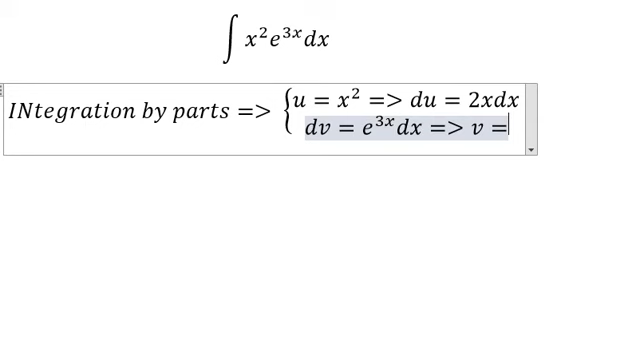 ∫ x²e³ˣdx
INtegration by parts => { u = x² => du = 2xdx
dv = e³ˣdx => v =